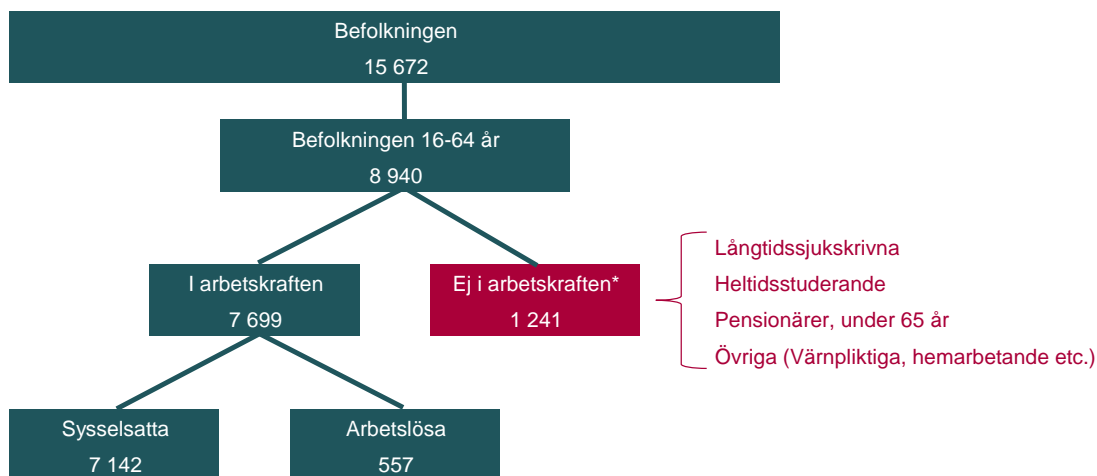 Befolkningen
15 672
Befolkningen 16-64 år
8 940
I arbetskraften
7 699
Ej i arbetskraften*
1 241
Långtidssjukskrivna
Heltidsstuderande
Pensionärer, under 65 år
Övriga (Värnpliktiga, hemarbetande etc.)
Sysselsatta
7 142
Arbetslösa
557